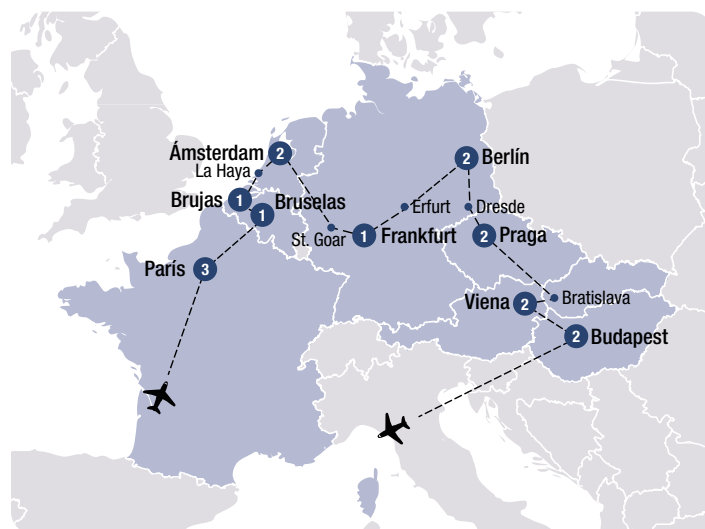 Ámsterdam 2
2 Berlín
La Haya
Brujas 1
1 Bruselas
Erfurt
Dresde
St. Goar
1 Frankfurt
2 Praga
París 3
Viena 2
Bratislava
2 Budapest